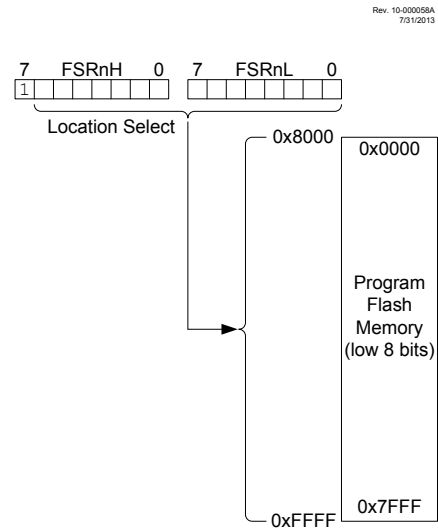 Rev. 10-000058A
7/31/2013
7 FSRnH 0 7 FSRnL 0
1
Location Select
0x8000
0x0000
Program
Flash
Memory
(low 8 bits)
0x7FFF
0xFFFF